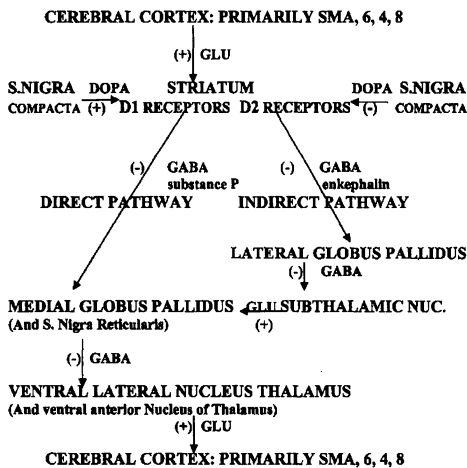 CEREBRAL CORTEX: PRIMARILY SMA, 6, 4, 8
(+) GLU
S.NIGRA DOPA STRIATUM DOPA S.NIGRA
COMPACTA (+) D1 RECEPTORS D2 RECEPTORS (-) COMPACTA
(-) GABA (-) GABA
substance P enkephalin
DIRECT PATHWAY INDIRECT PATHWAY
LATERAL GLOBUS PALLIDUS
(-) GABA
MEDIAL GLOBUS PALLIDUS GLU SUBTHALAMIC NUC.
(And S. Nigra Reticularis) (+)
(-) GABA
VENTRAL LATERAL NUCLEUS THALAMUS
(And ventral anterior Nucleus of Thalamus)
(+) GLU
CEREBRAL CORTEX: PRIMARILY SMA, 6, 4, 8